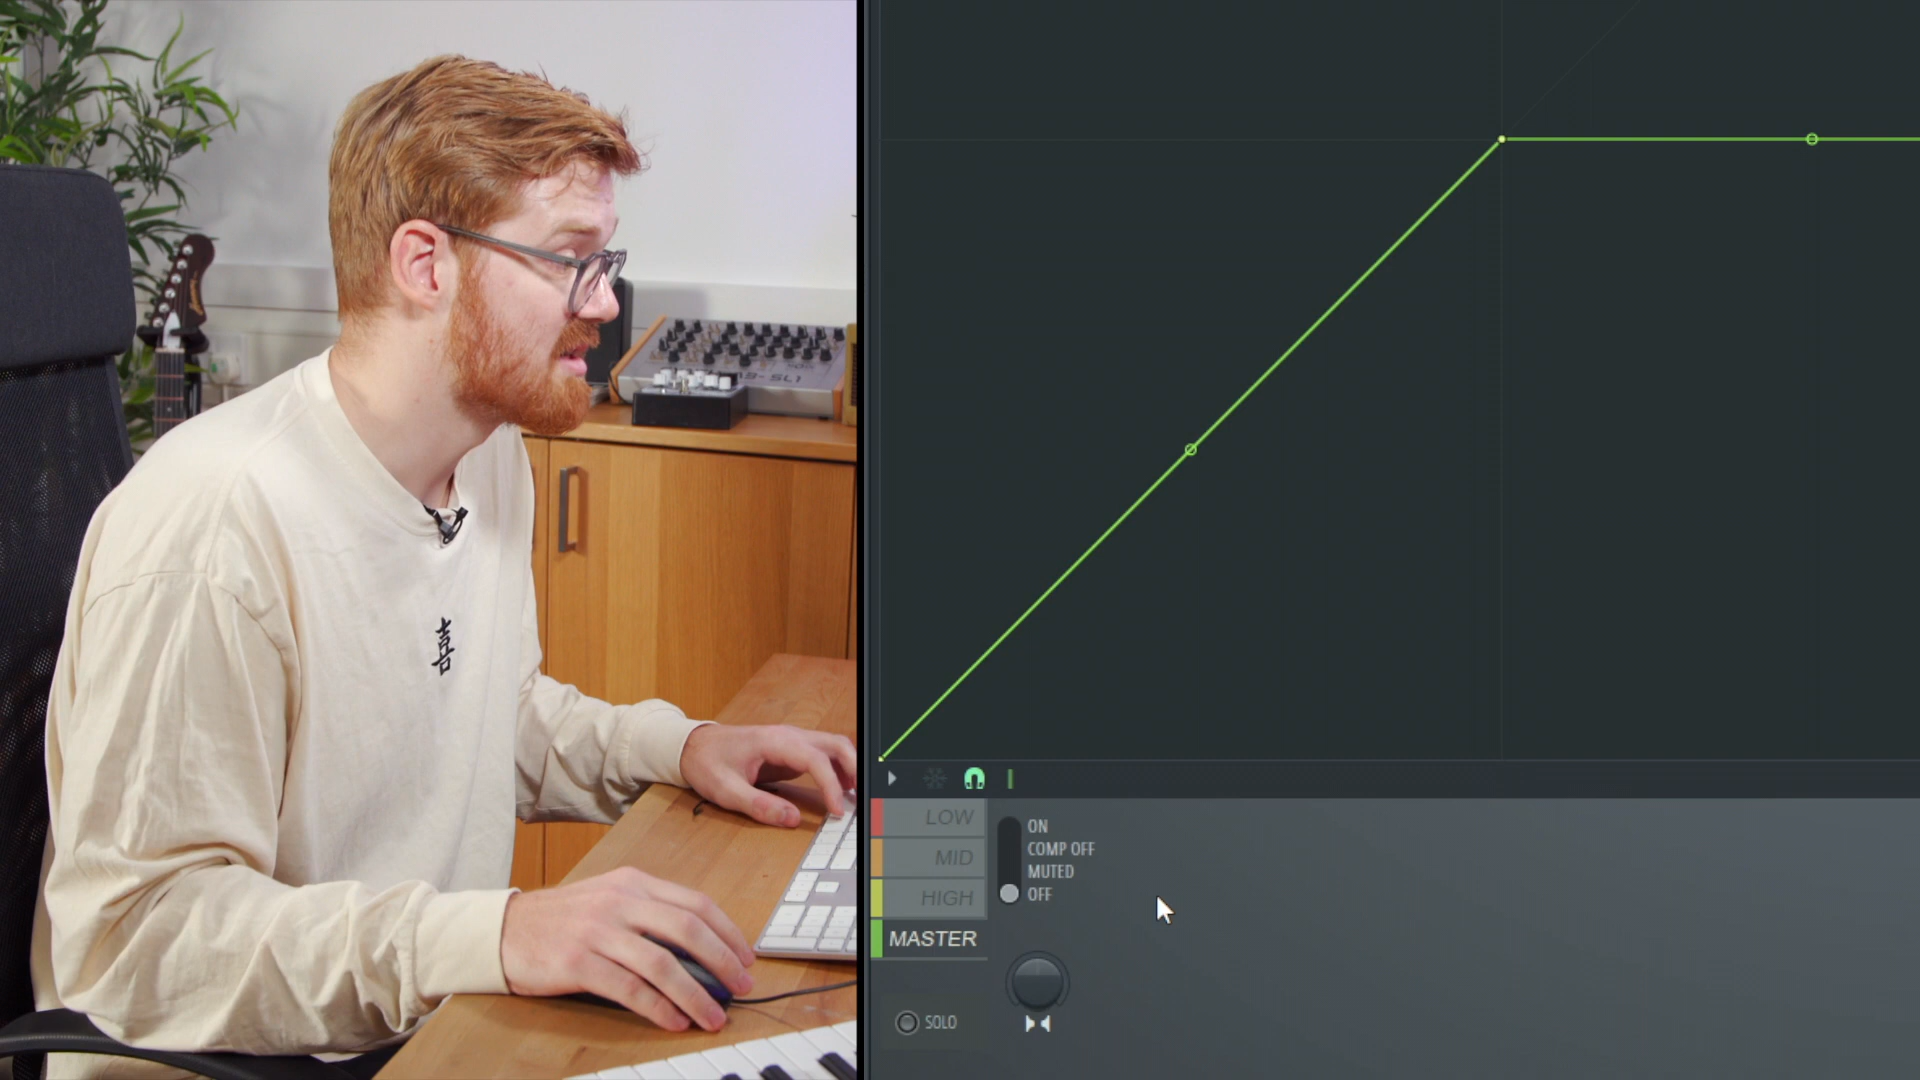 喜
LOW
MID
HIGH
MASTER
SOLO
ON
COMP OFF
MUTED
OFF